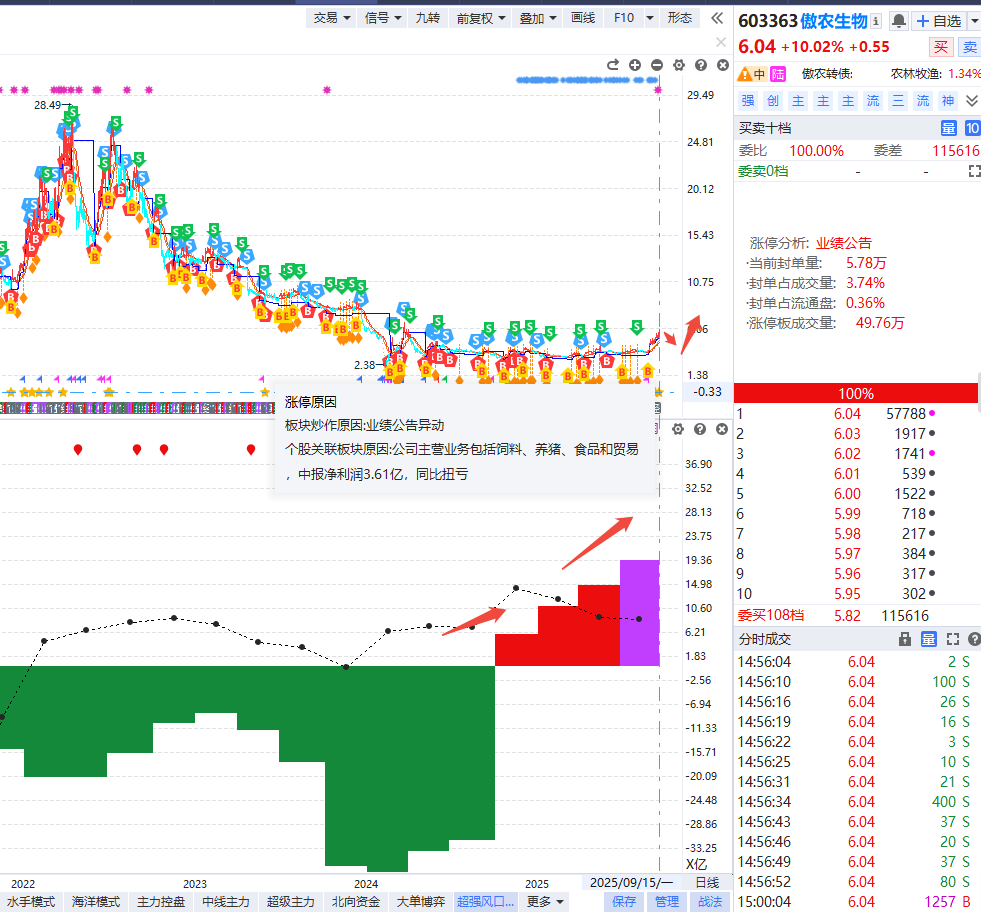 交易 信号 九转 前复权 叠加 画线 F10 形态
603363傲农生物
自选
6.04 +10.02% +0.55
买 卖
中 陆 傲农转债: 农林牧渔: 1.34%
强 创 主 主 主 流 三 流 神
买卖十档 量 10
委比 100.00% 委差 115616
委卖0档 - -
涨停分析: 业绩公告
·当前封单量: 5.78万
·封单占成交量: 3.74%
·封单占流通盘: 0.36%
·涨停板成交量: 49.76万
100%
1 6.04 57788
2 6.03 1917
3 6.02 1741
4 6.01 539
5 6.00 1522
6 5.99 718
7 5.98 217
8 5.97 384
9 5.96 317
10 5.95 302
委买108档 5.82 115616
分时成交 量
14:56:04 6.04 2 S
14:56:10 6.04 100 S
14:56:16 6.04 26 S
14:56:19 6.04 16 S
14:56:22 6.04 3 S
14:56:25 6.04 10 S
14:56:31 6.04 21 S
14:56:34 6.04 400 S
14:56:43 6.04 37 S
14:56:46 6.04 20 S
14:56:49 6.04 37 S
14:56:52 6.04 80 S
15:00:04 6.04 1257 B
28.49
2.38
29.49
24.81
20.12
15.43
10.75
1.38
-0.33
涨停原因
板块炒作原因:业绩公告异动
个股关联板块原因:公司主营业务包括饲料、养猪、食品和贸易
，中报净利润3.61亿，同比扭亏
36.90
32.52
28.13
23.75
19.36
14.98
10.60
6.21
1.83
-2.56
-6.94
-11.33
-15.71
-20.09
-24.48
-28.86
-33.25
X亿
2022 2023 2024 2025 2025/09/15/一 日线
水手模式 海洋模式 主力控盘 中线主力 超级主力 北向资金 大单博弈 超强风口... 更多 保存 管理 战法